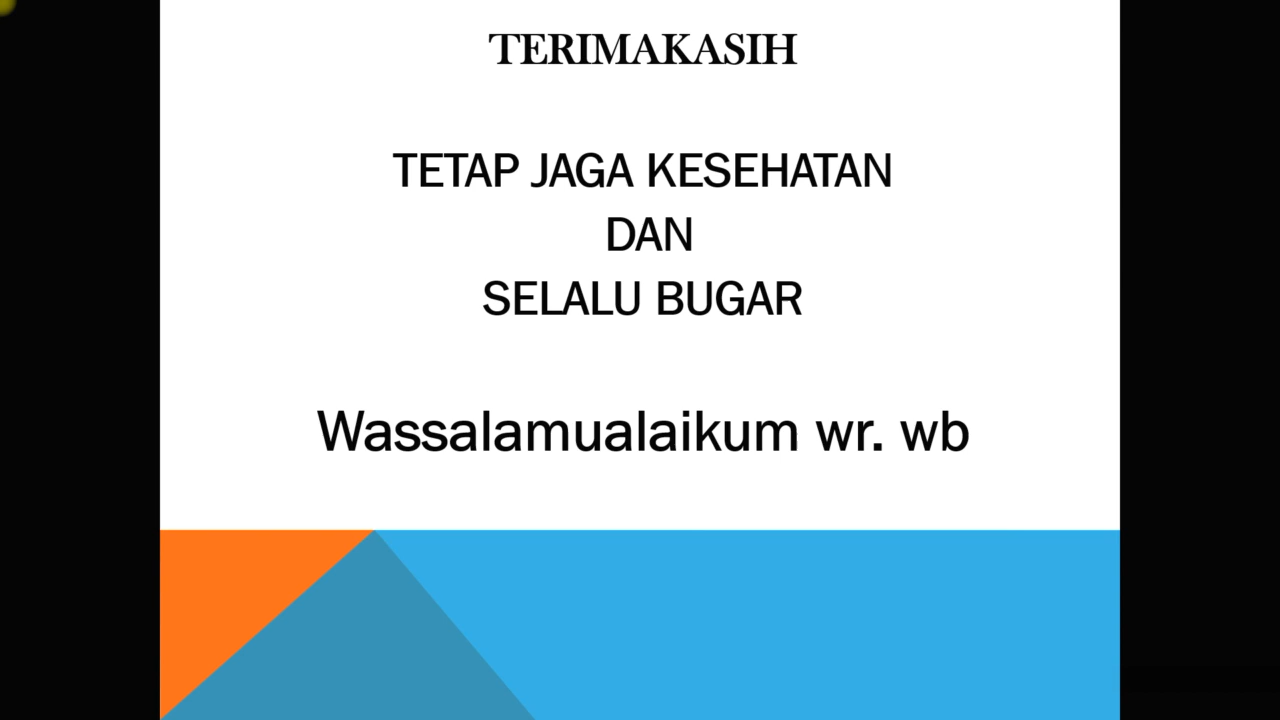 TERIMAKASIH
TETAP JAGA KESEHATAN
DAN
SELALU BUGAR
Wassalamualaikum wr. wb